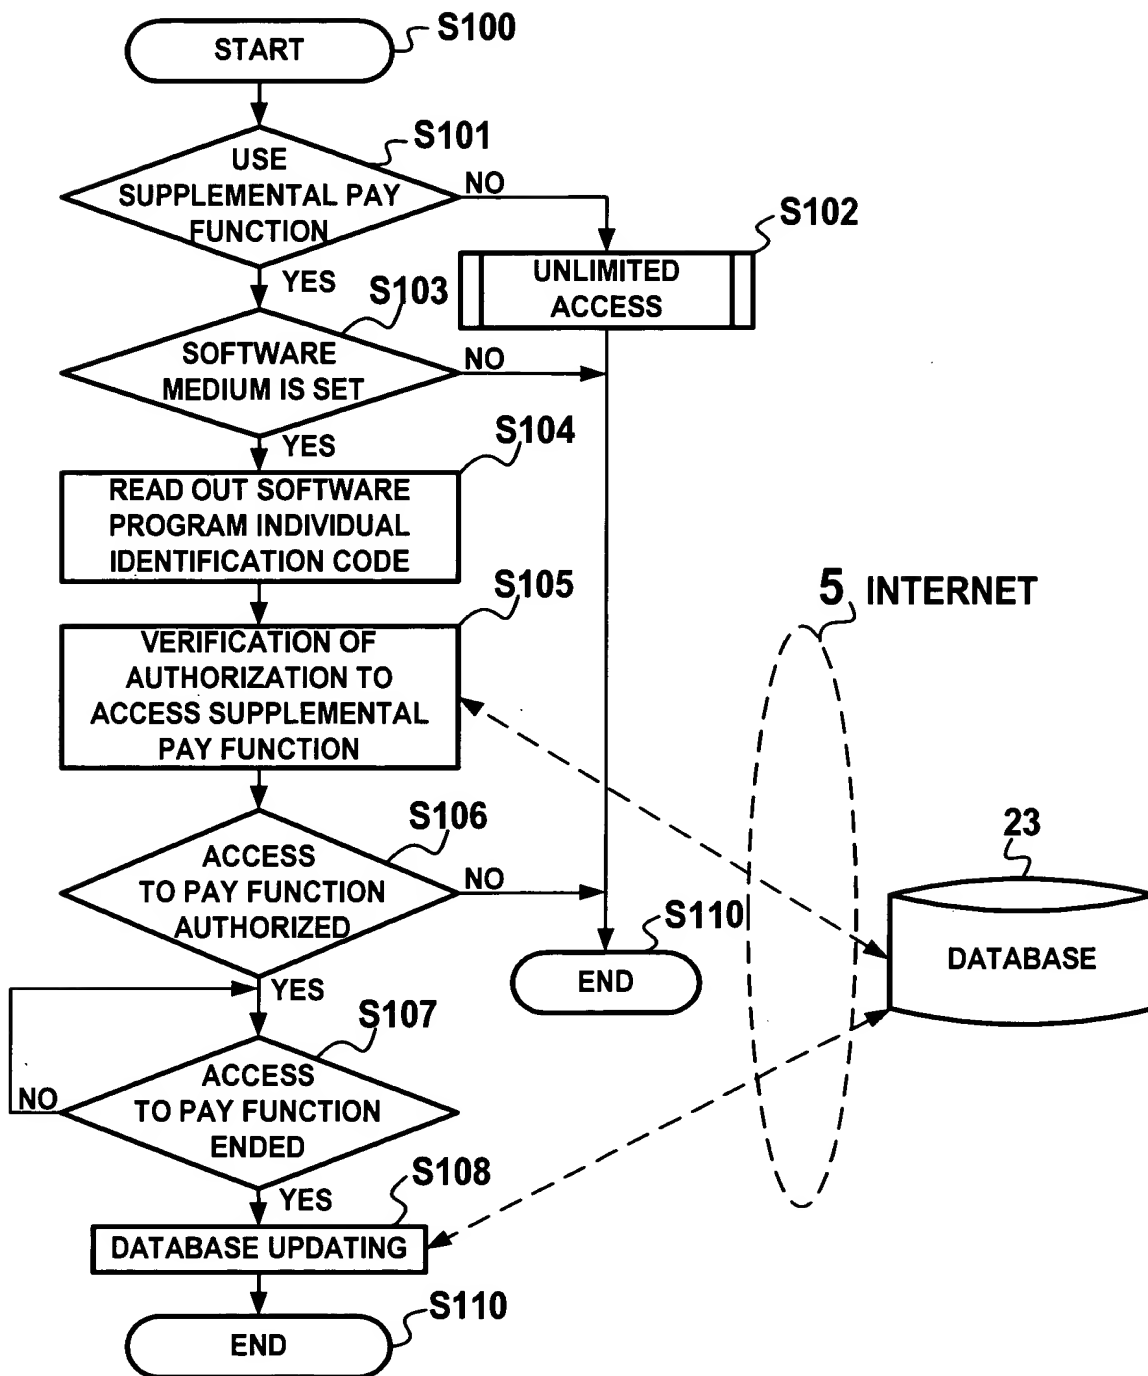 START
S100
S101
USE
SUPPLEMENTAL PAY
FUNCTION
NO
S102
UNLIMITED
ACCESS
YES
S103
SOFTWARE
MEDIUM IS SET
NO
YES
S104
READ OUT SOFTWARE
PROGRAM INDIVIDUAL
IDENTIFICATION CODE
S105
VERIFICATION OF
AUTHORIZATION TO
ACCESS SUPPLEMENTAL
PAY FUNCTION
5 INTERNET
S106
ACCESS
TO PAY FUNCTION
AUTHORIZED
NO
23
DATABASE
S110
END
YES
S107
ACCESS
TO PAY FUNCTION
ENDED
NO
YES
S108
DATABASE UPDATING
S110
END